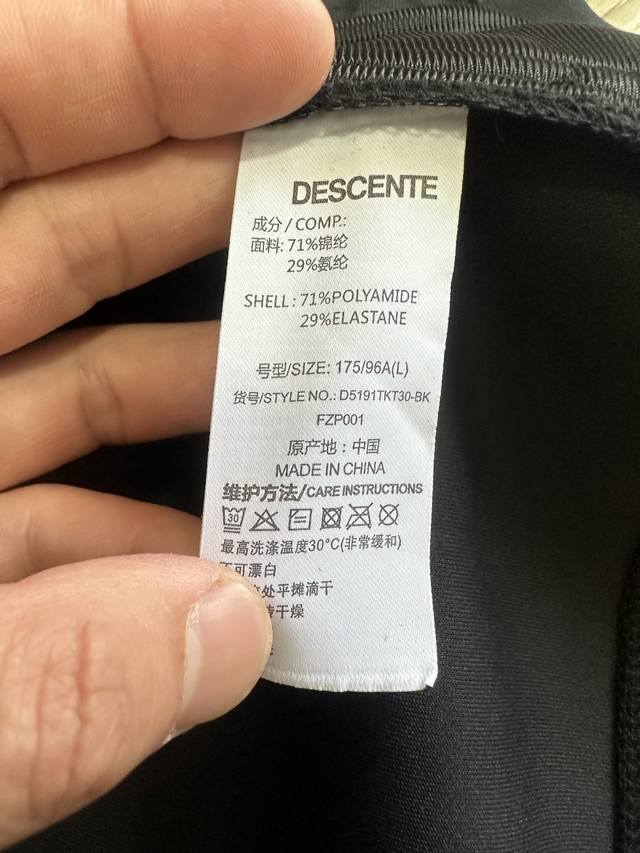 DESCENTE
成分/COMP.:
面料: 71%锦纶
29%氨纶
SHELL: 71%POLYAMIDE
29%ELASTANE
号型/SIZE: 175/96A(L)
货号/STYLE NO.: D5191TKT30-BK
FZP001
原产地: 中国
MADE IN CHINA
维护方法/CARE INSTRUCTIONS
30
最高洗涤温度30°C(非常缓和)
不可漂白
处平摊滴干
转干燥